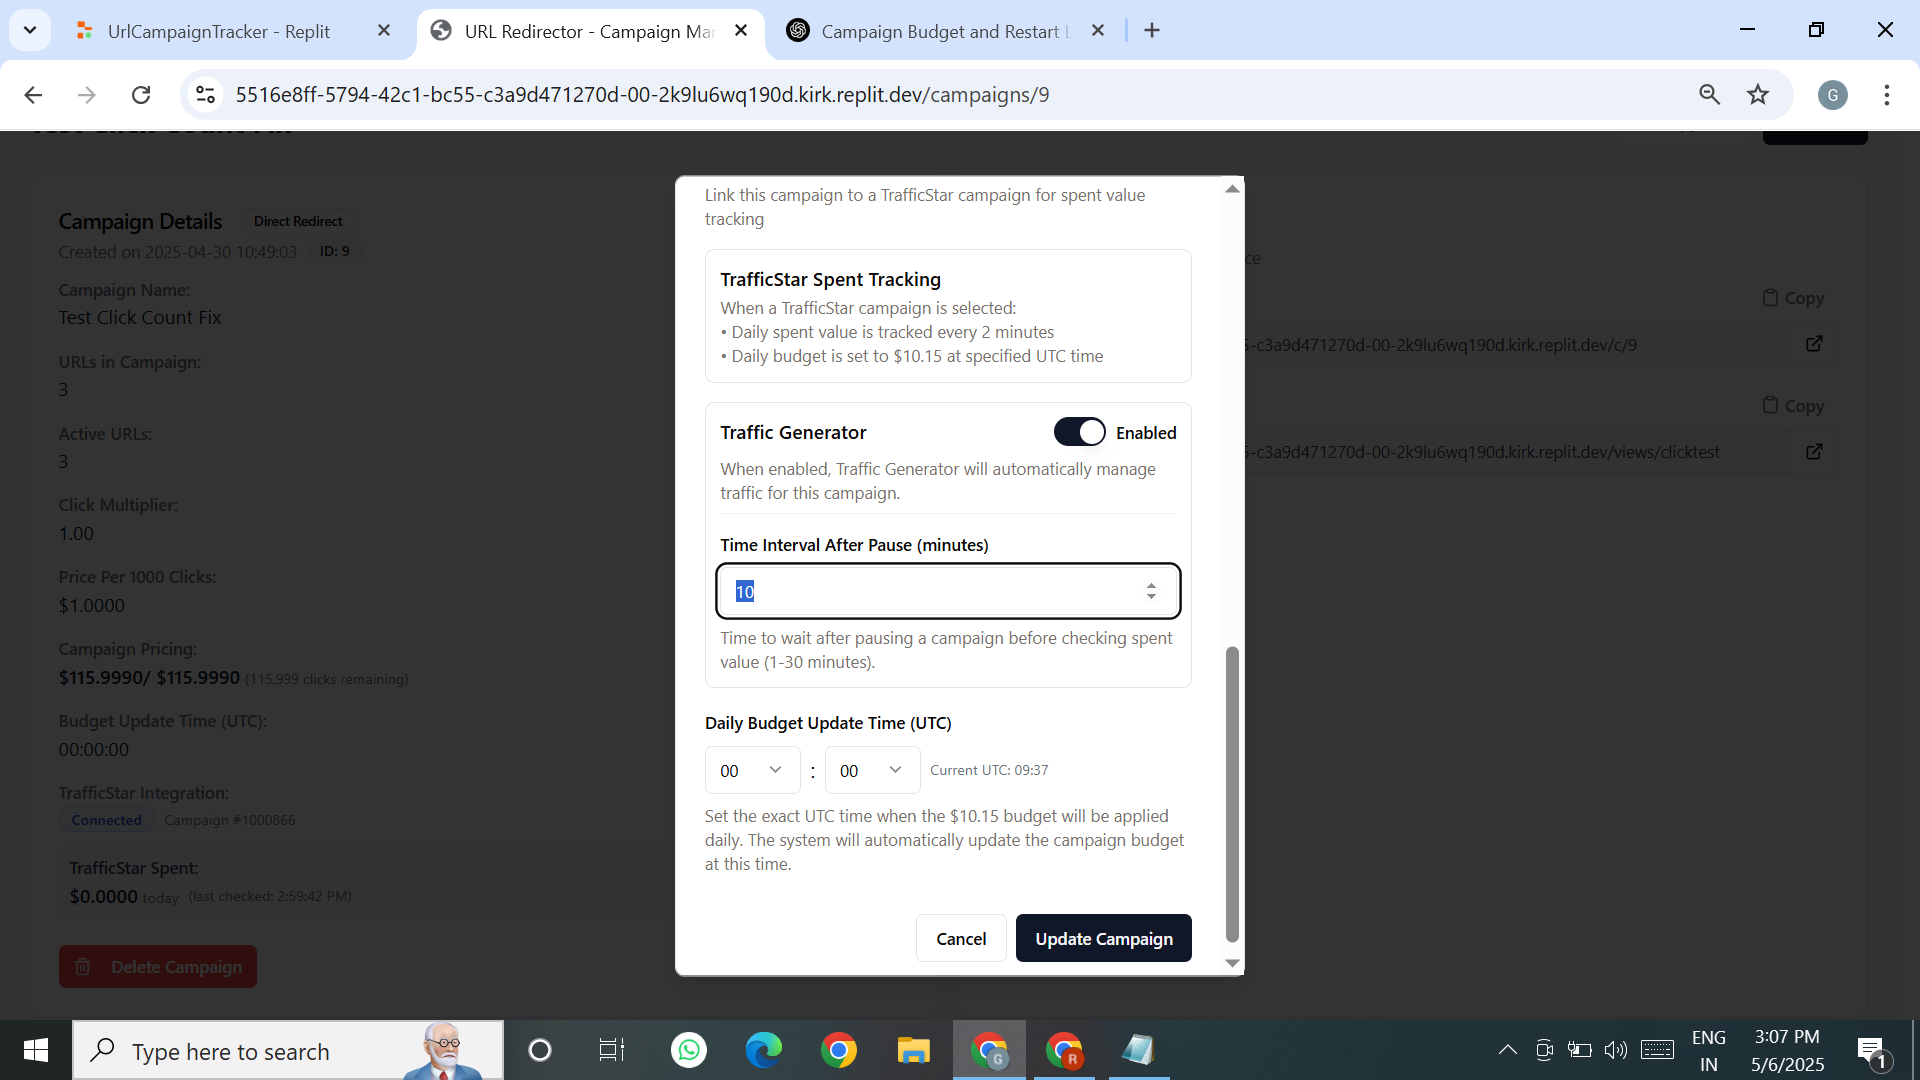 UrlCampaignTracker - Replit
URL Redirector - Campaign Mar
Campaign Budget and Restart L
5516e8ff-5794-42c1-bc55-c3a9d471270d-00-2k9lu6wq190d.kirk.replit.dev/campaigns/9
G
Campaign Details
Direct Redirect
Created on 2025-04-30 10:49:03
ID: 9
Campaign Name:
Test Click Count Fix
URLs in Campaign:
3
Active URLs:
3
Click Multiplier:
1.00
Price Per 1000 Clicks:
$1.0000
Campaign Pricing:
$115.9990/ $115.9990 (115,999 clicks remaining)
Budget Update Time (UTC):
00:00:00
TrafficStar Integration:
Connected
Campaign #1000866
TrafficStar Spent:
$0.0000 today (last checked: 2:59:42 PM)
Delete Campaign
Link this campaign to a TrafficStar campaign for spent value
tracking
TrafficStar Spent Tracking
When a TrafficStar campaign is selected:
• Daily spent value is tracked every 2 minutes
• Daily budget is set to $10.15 at specified UTC time
Traffic Generator
Enabled
When enabled, Traffic Generator will automatically manage
traffic for this campaign.
Time Interval After Pause (minutes)
10
Time to wait after pausing a campaign before checking spent
value (1-30 minutes).
Daily Budget Update Time (UTC)
00 : 00 Current UTC: 09:37
Set the exact UTC time when the $10.15 budget will be applied
daily. The system will automatically update the campaign budget
at this time.
Cancel
Update Campaign
ce
Copy
5-c3a9d471270d-00-2k9lu6wq190d.kirk.replit.dev/c/9
Copy
5-c3a9d471270d-00-2k9lu6wq190d.kirk.replit.dev/views/clicktest
Type here to search
G
R
ENG
IN
3:07 PM
5/6/2025
1